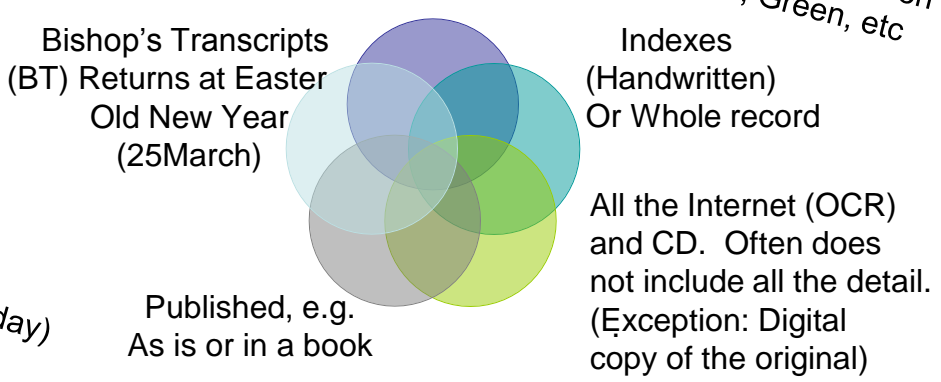 Green, etc
Bishop's Transcripts
(BT) Returns at Easter
Old New Year
(25March)
Indexes
(Handwritten)
Or Whole record
All the Internet (OCR)
and CD. Often does
not include all the detail.
(Exception: Digital
copy of the original)
Published, e.g.
As is or in a book